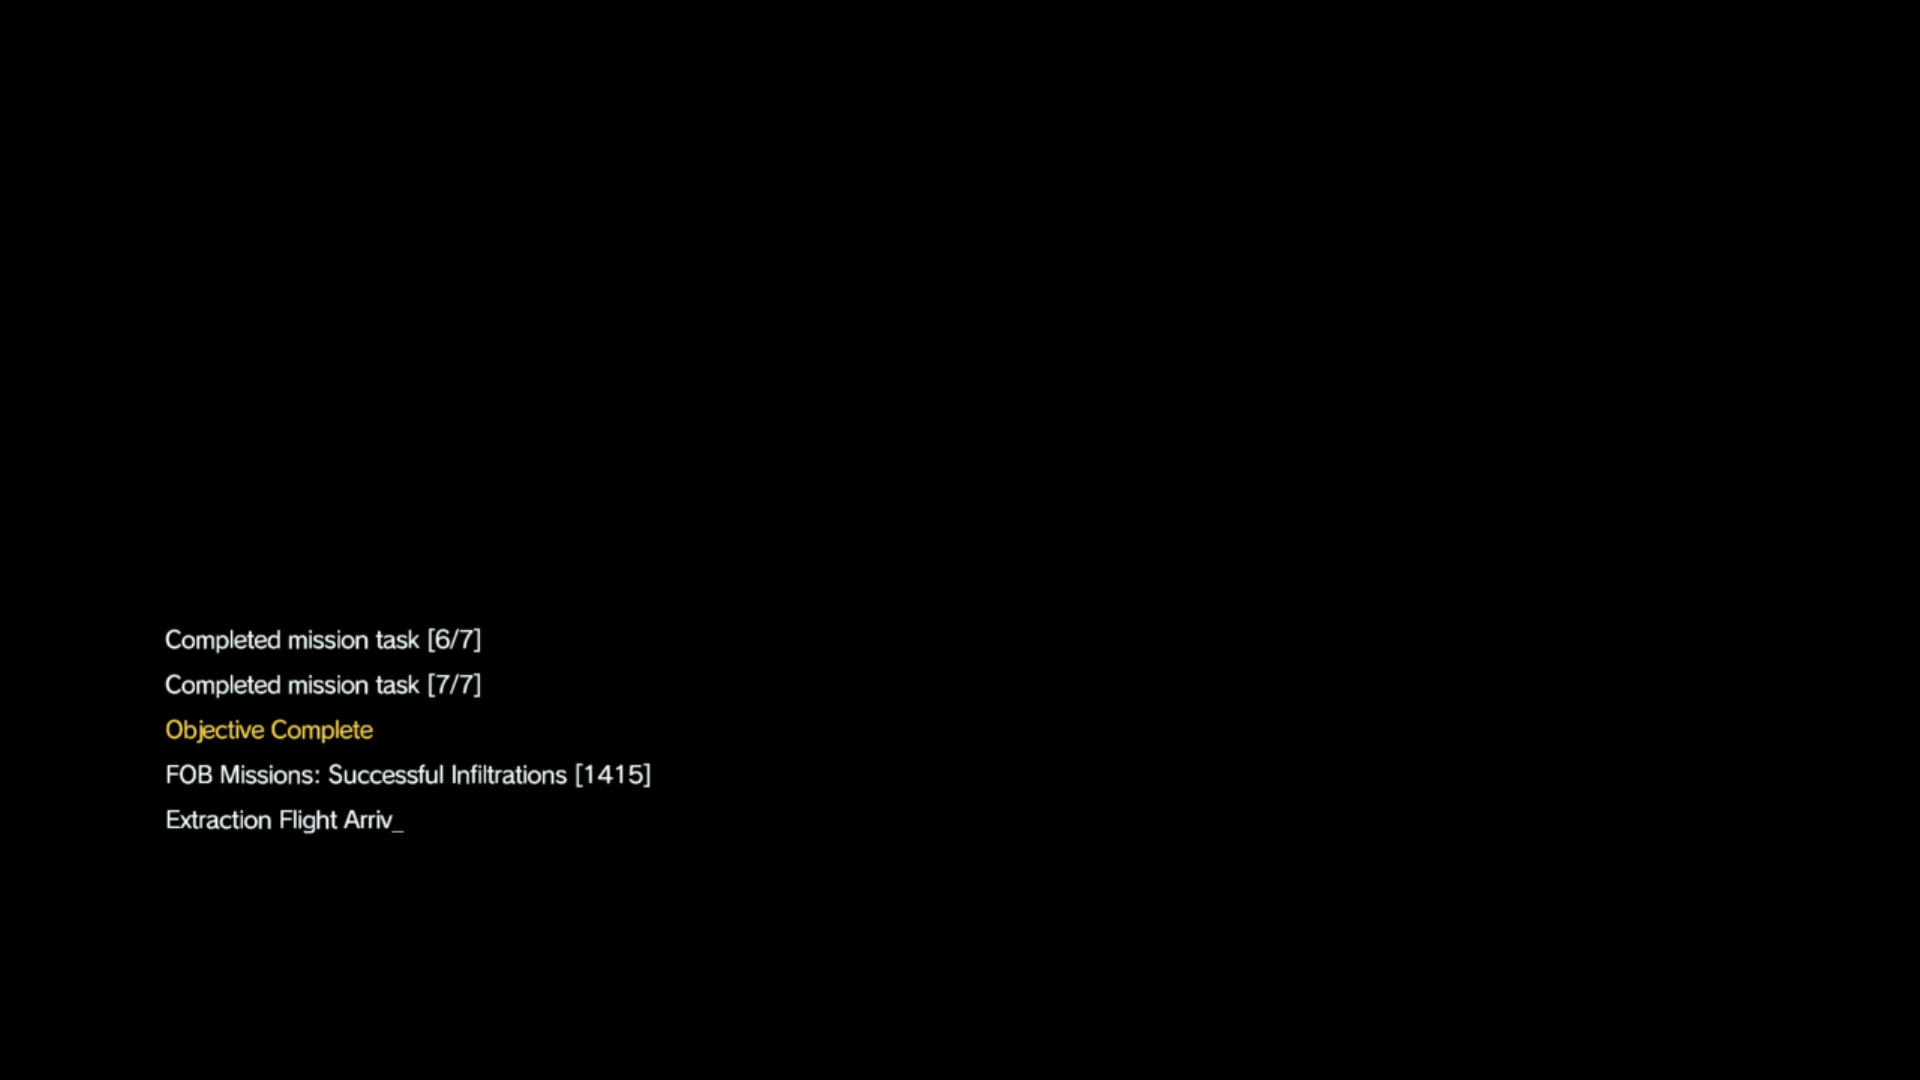 Completed mission task [6/7]
Completed mission task [7/7]
Objective Complete
FOB Missions: Successful Infiltrations [1415]
Extraction Flight Arriv_